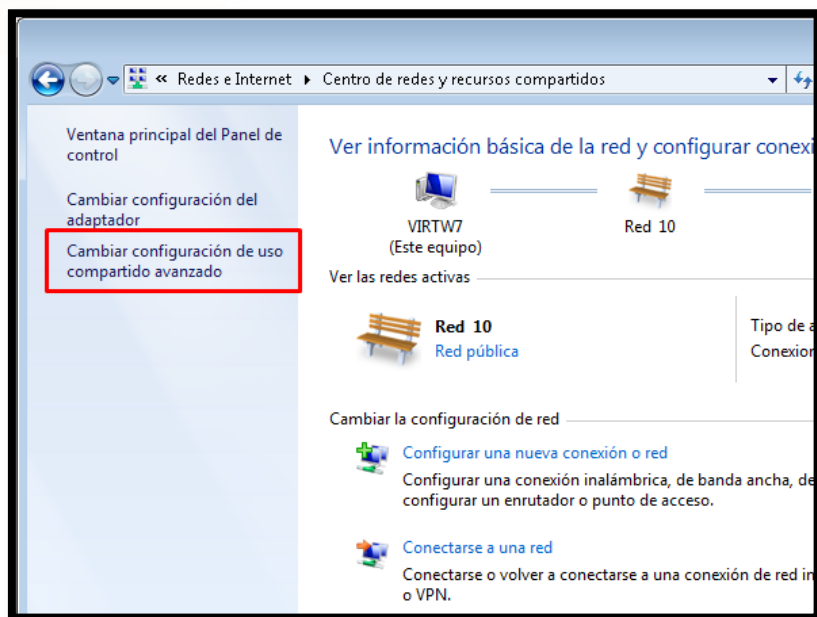 « Redes e Internet ▸ Centro de redes y recursos compartidos
Ventana principal del Panel de
control
Cambiar configuración del
adaptador
Cambiar configuración de uso
compartido avanzado
Ver información básica de la red y configurar conexi
VIRTW7
(Este equipo)
Red 10
Ver las redes activas
Red 10
Red pública
Tipo de a
Conexion
Cambiar la configuración de red
Configurar una nueva conexión o red
Configurar una conexión inalámbrica, de banda ancha, de
configurar un enrutador o punto de acceso.
Conectarse a una red
Conectarse o volver a conectarse a una conexión de red in
o VPN.